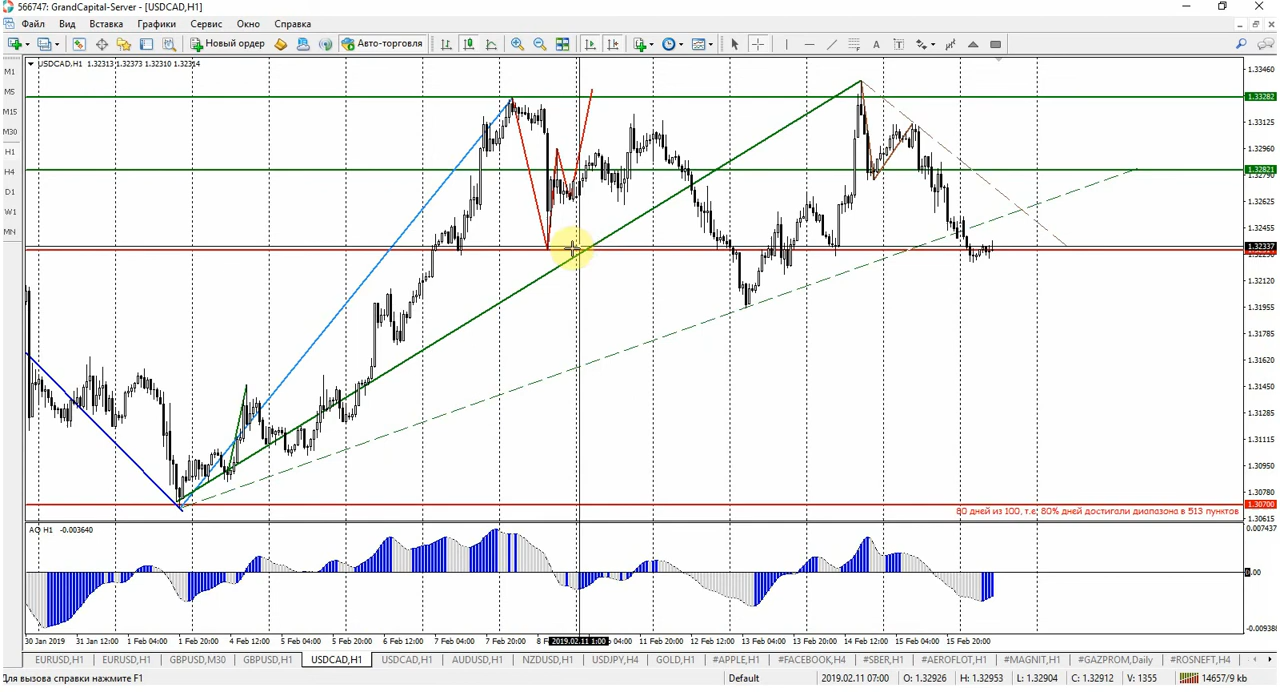 566747: GrandCapital-Server - [USDCAD,H1]
Файл Вид Вставка Графики Сервис Окно Справка
Новый ордер Авто-торговля
USDCAD,H1 1.32313 1.32373 1.32310 1.32314
M1
M5
M15
M30
H1
H4
D1
W1
MN
1.33460
1.33282
1.33125
1.32960
1.32821
1.32790
1.32625
1.32455
1.32337
1.32120
1.31955
1.31785
1.31620
1.31450
1.31285
1.31115
1.30950
1.30780
1.30700
80 дней из 100, т.е. 80% дней достигали диапазона в 513 пунктов
1.30615
AO H1 -0.003640
0.007437
0.00
30 Jan 2019 31 Jan 12:00 1 Feb 04:00 1 Feb 20:00 4 Feb 12:00 5 Feb 04:00 5 Feb 20:00 6 Feb 12:00 7 Feb 04:00 7 Feb 20:00 8 F 2019.02.11 1:00 b 04:00 11 Feb 20:00 12 Feb 12:00 13 Feb 04:00 13 Feb 20:00 14 Feb 12:00 15 Feb 04:00 15 Feb 20:00
EURUSD,H1 EURUSD,H1 GBPUSD,M30 GBPUSD,H1 USDCAD,H1 USDCAD,H1 AUDUSD,H1 NZDUSD,H1 USDJPY,H4 GOLD,H1 #APPLE,H1 #FACEBOOK,H4 #SBER,H1 #AEROFLOT,H1 #MAGNIT,H1 #GAZPROM,Daily #ROSNEFT,H4
Для вызова справки нажмите F1 Default 2019.02.11 07:00 O: 1.32926 H: 1.32953 L: 1.32904 C: 1.32912 V: 1355 14657/9 kb